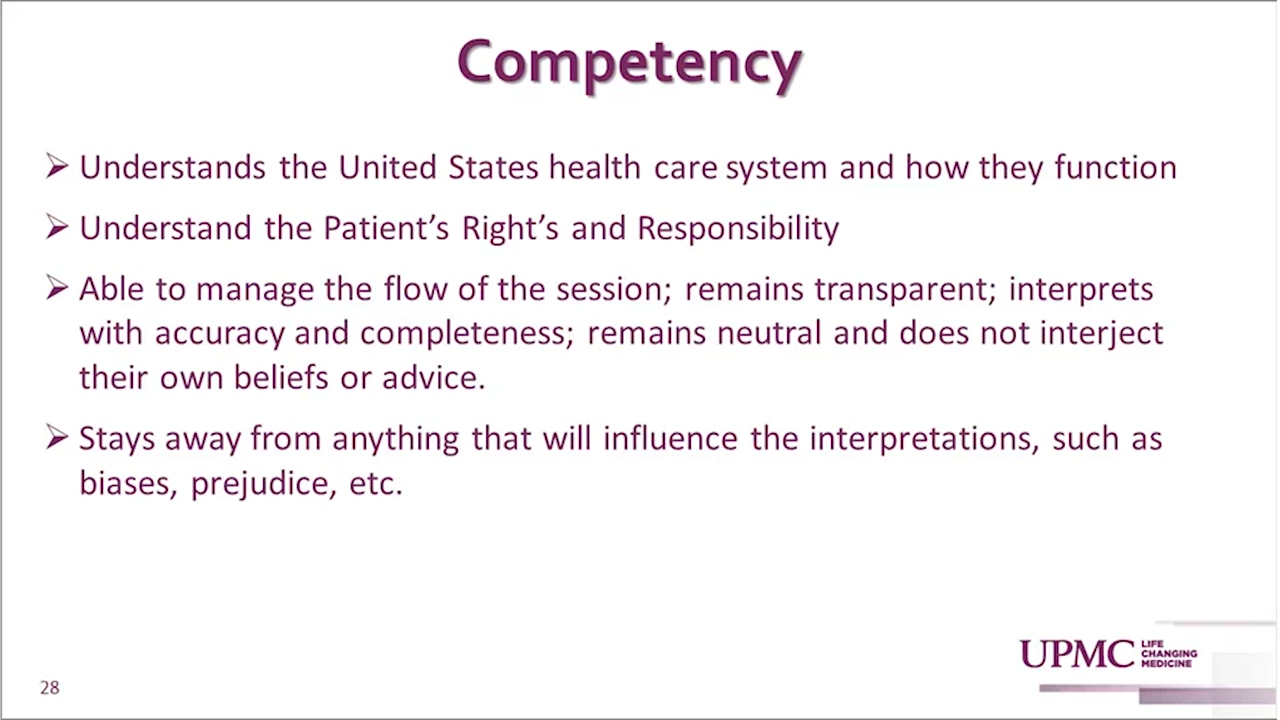 Competency
Understands the United States health care system and how they function
Understand the Patient’s Right’s and Responsibility
Able to manage the flow of the session; remains transparent; interprets
with accuracy and completeness; remains neutral and does not interject
their own beliefs or advice.
Stays away from anything that will influence the interpretations, such as
biases, prejudice, etc.
UPMC LIFE
CHANGING
MEDICINE
28